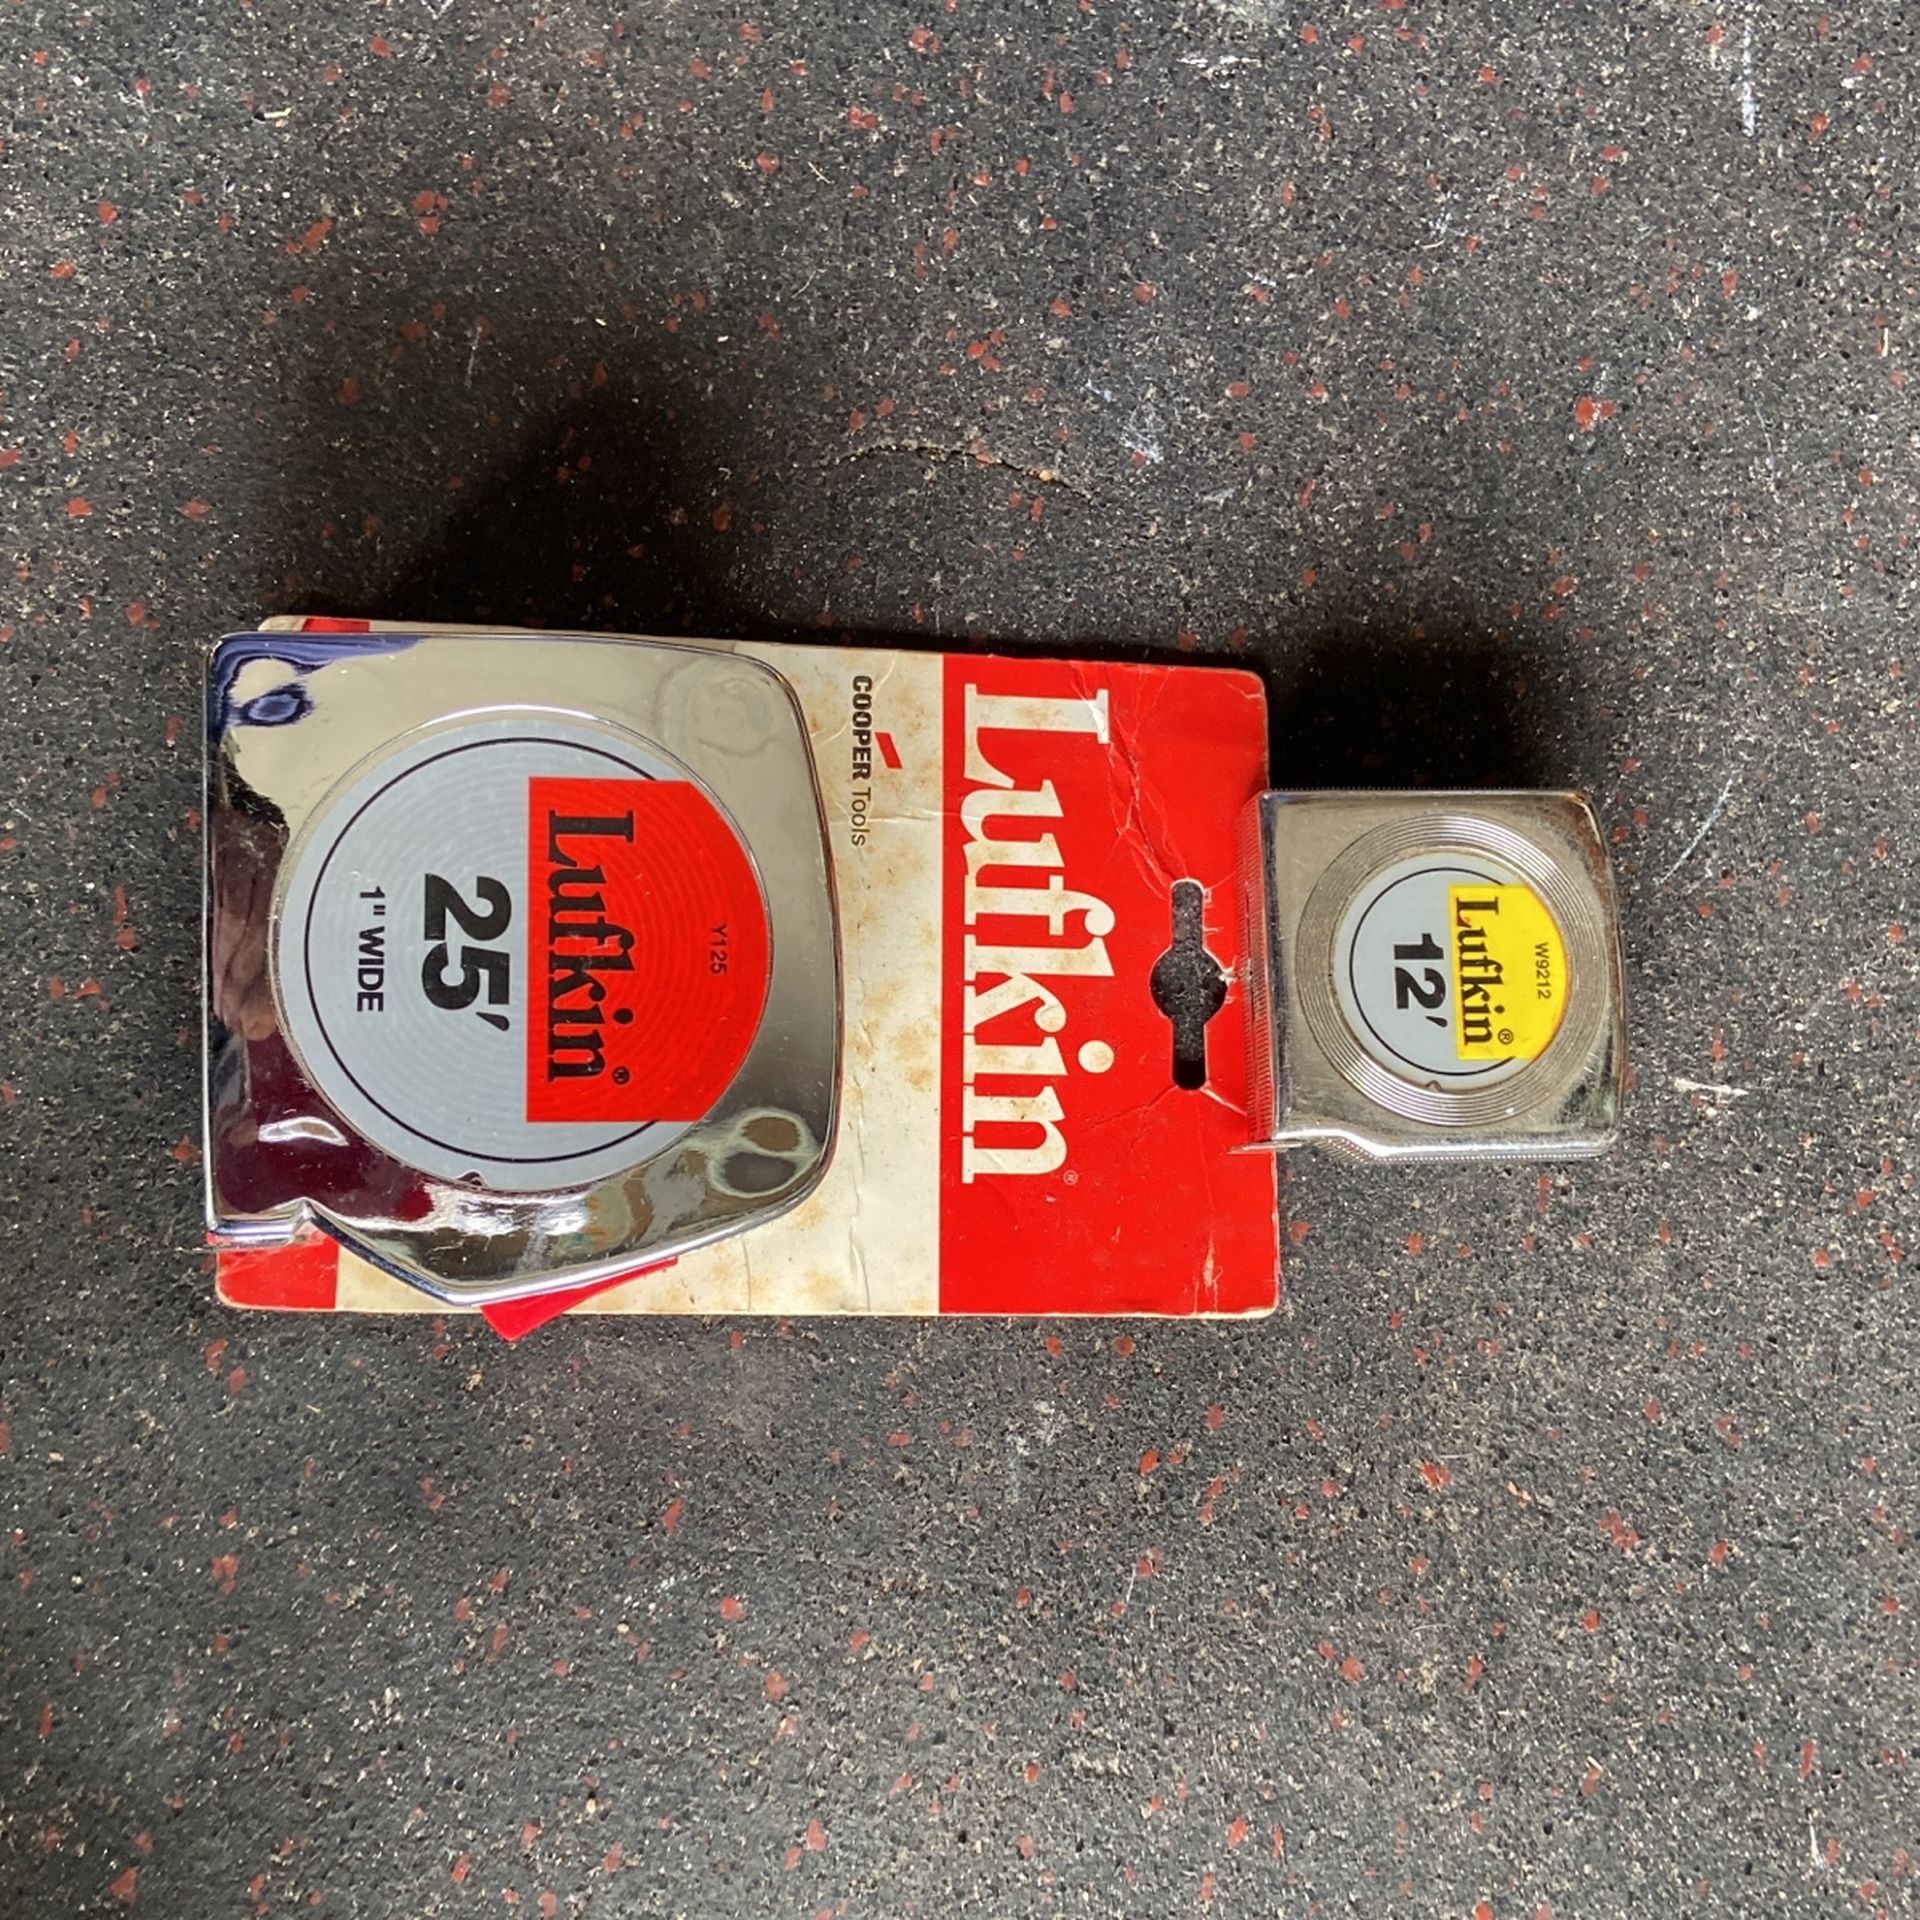 W9212
Lufkin®
12'
Lufkin®
COOPER Tools
Y125
Lufkin®
25'
1" WIDE